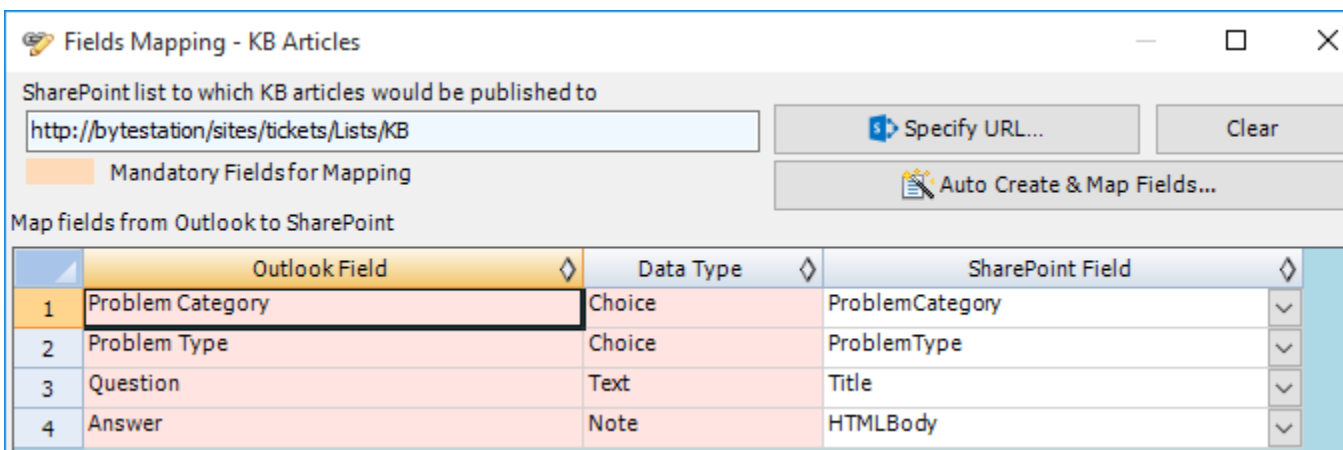 Fields Mapping - KB Articles
SharePoint list to which KB articles would be published to
http://bytestation/sites/tickets/Lists/KB
Specify URL...
Clear
Mandatory Fields for Mapping
Auto Create & Map Fields...
Map fields from Outlook to SharePoint
Outlook Field Data Type SharePoint Field
1 Problem Category Choice ProblemCategory
2 Problem Type Choice ProblemType
3 Question Text Title
4 Answer Note HTMLBody